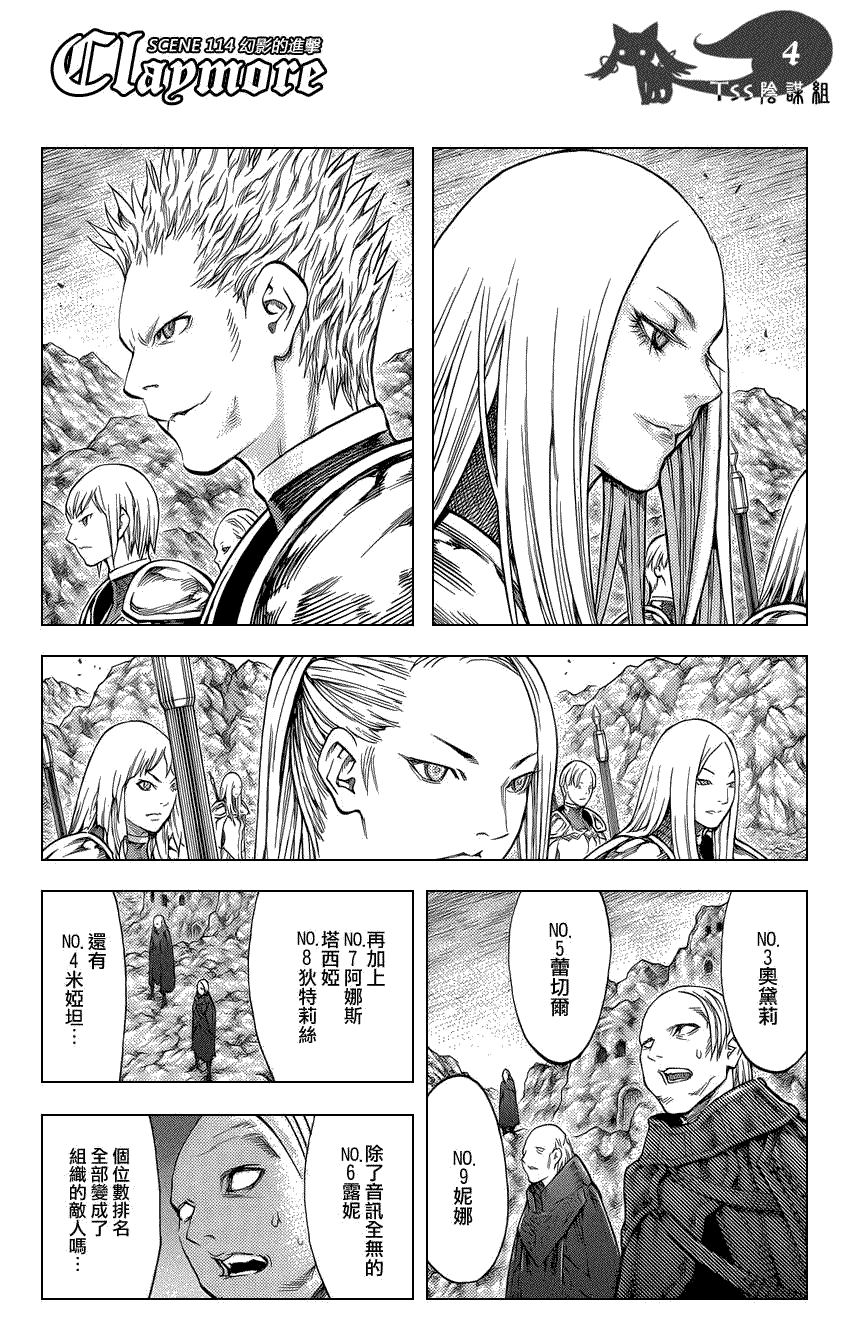 SCENE 114 幻影的進擊
Claymore
4
Tss陰謀組
NO.3奧黛莉
NO.5蕾切爾
NO.9妮娜
再加上
NO.7阿娜斯
塔西婭
NO.8狄特莉絲
還有
NO.4米婭坦…
除了音訊全無的
NO.6露妮
個位數排名
全部變成了
組織的敵人嗎…